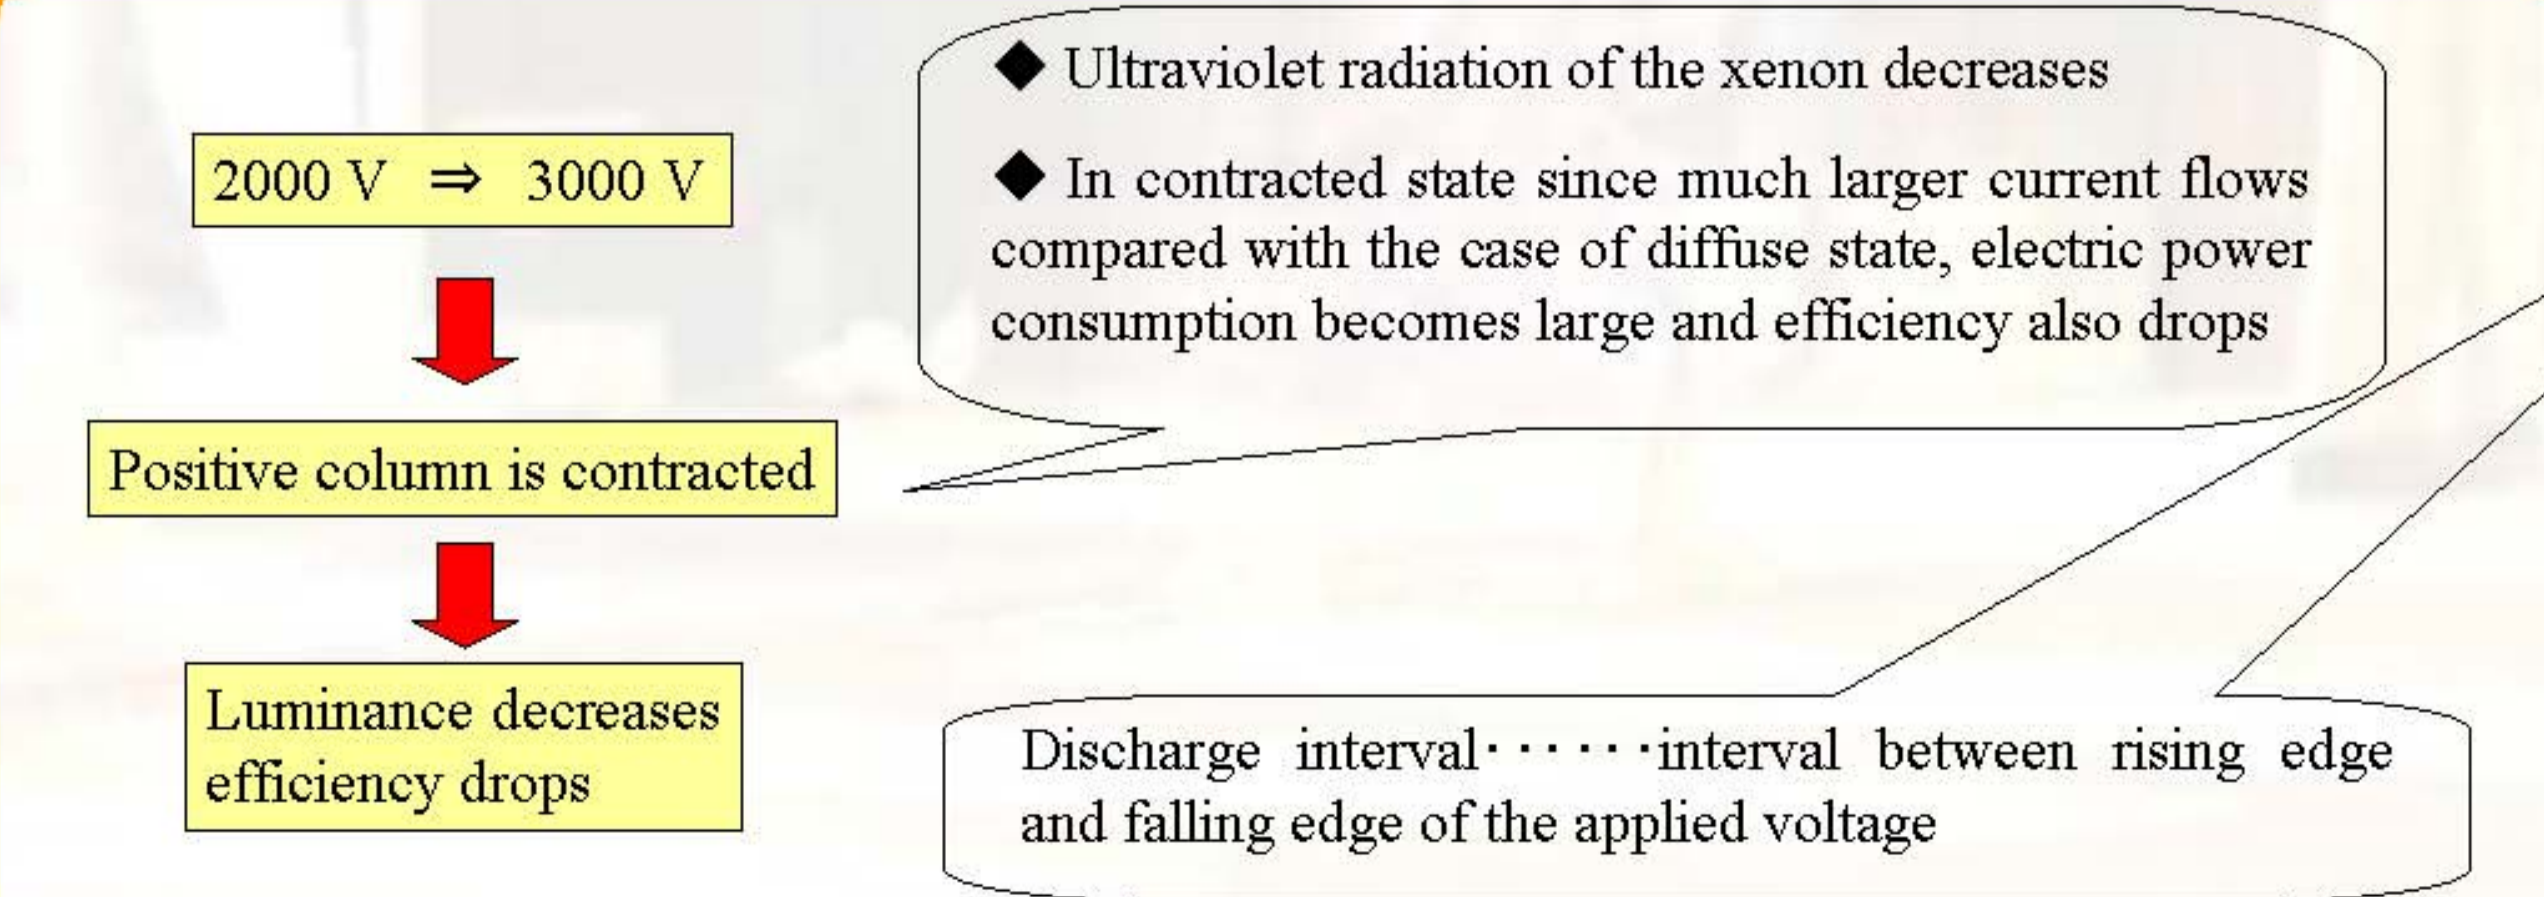 2000 V ⇒ 3000 V
Positive column is contracted
Luminance decreases
efficiency drops
◆ Ultraviolet radiation of the xenon decreases
◆ In contracted state since much larger current flows
compared with the case of diffuse state, electric power
consumption becomes large and efficiency also drops
Discharge interval······interval between rising edge
and falling edge of the applied voltage